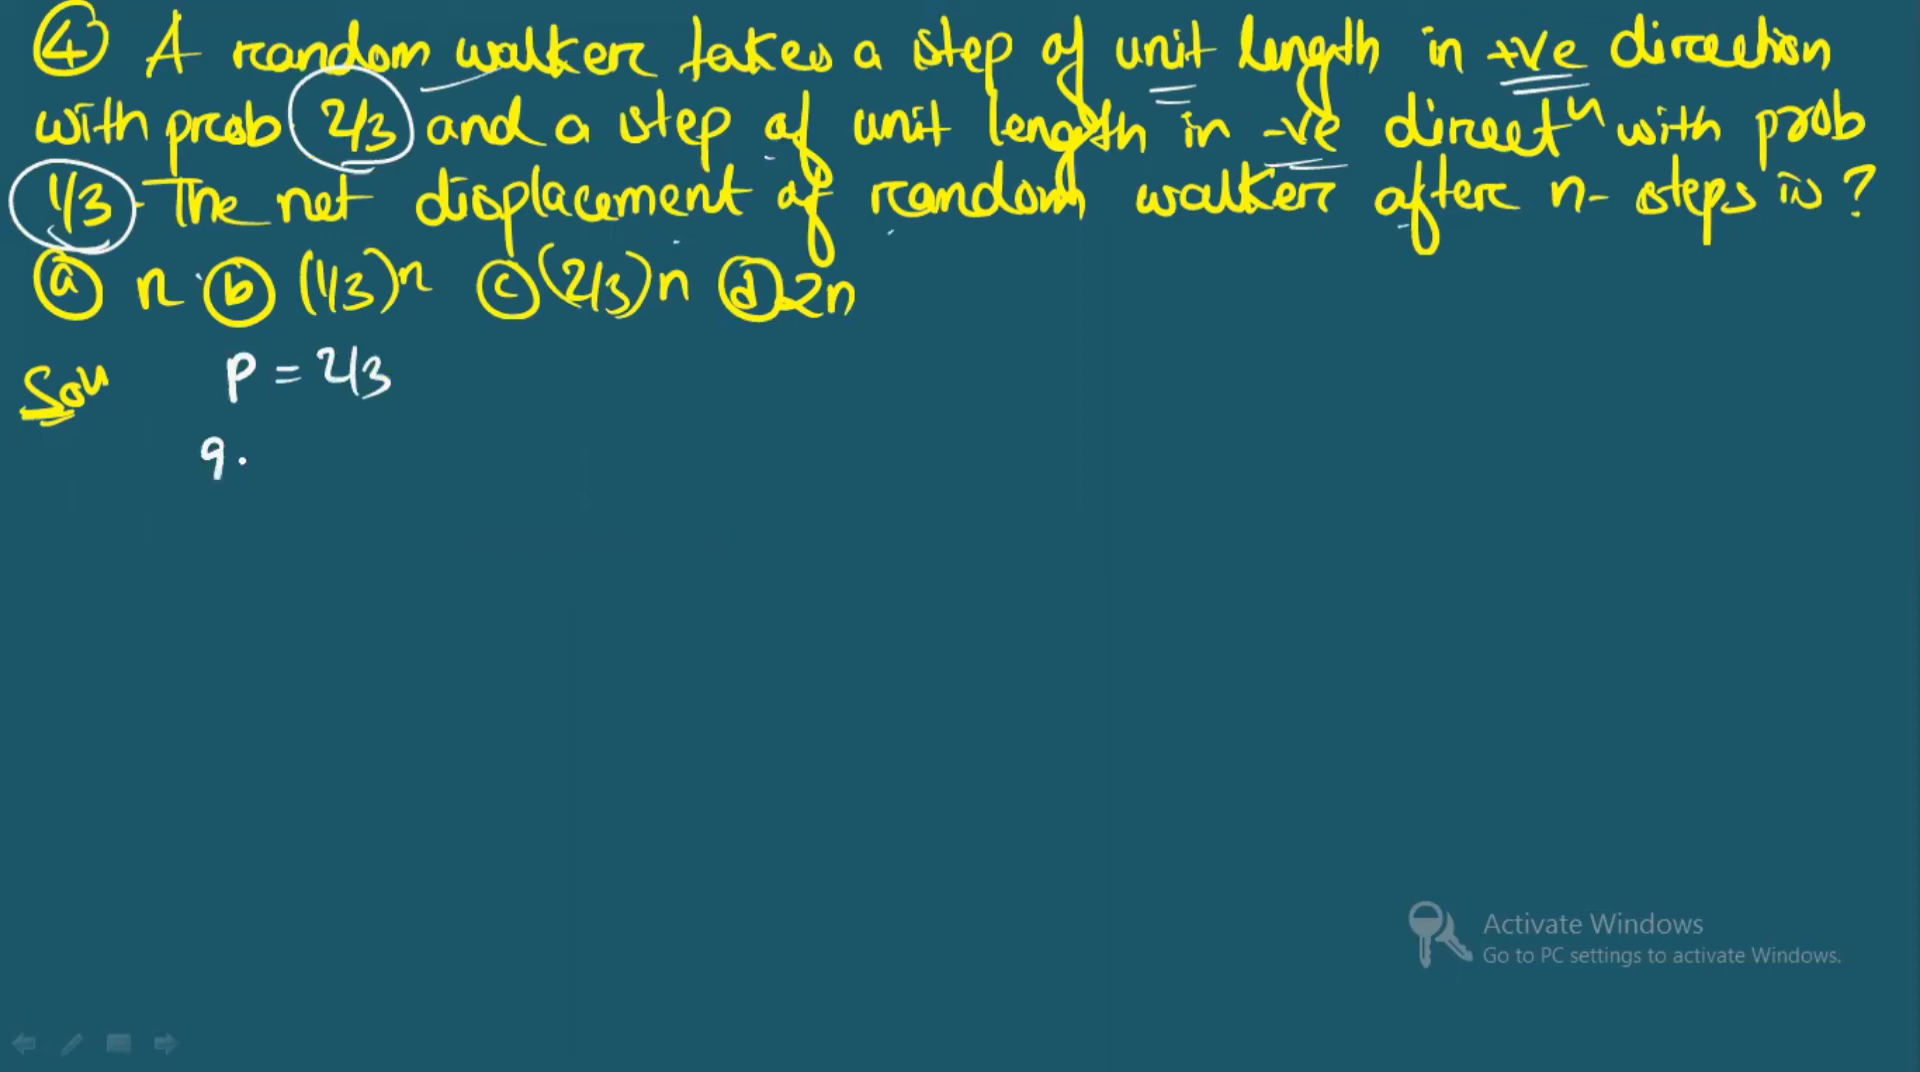 ④ A random walker takes a step of unit length in +ve direction
with prob 2/3 and a step of unit length in -ve directⁿ with prob
1/3. The net displacement of random walker after n- steps is?
ⓐ n ⓑ (1/3)n ⓒ (2/3)n ⓓ 2n
Soln
P = 2/3
q.
Activate Windows
Go to PC settings to activate Windows.